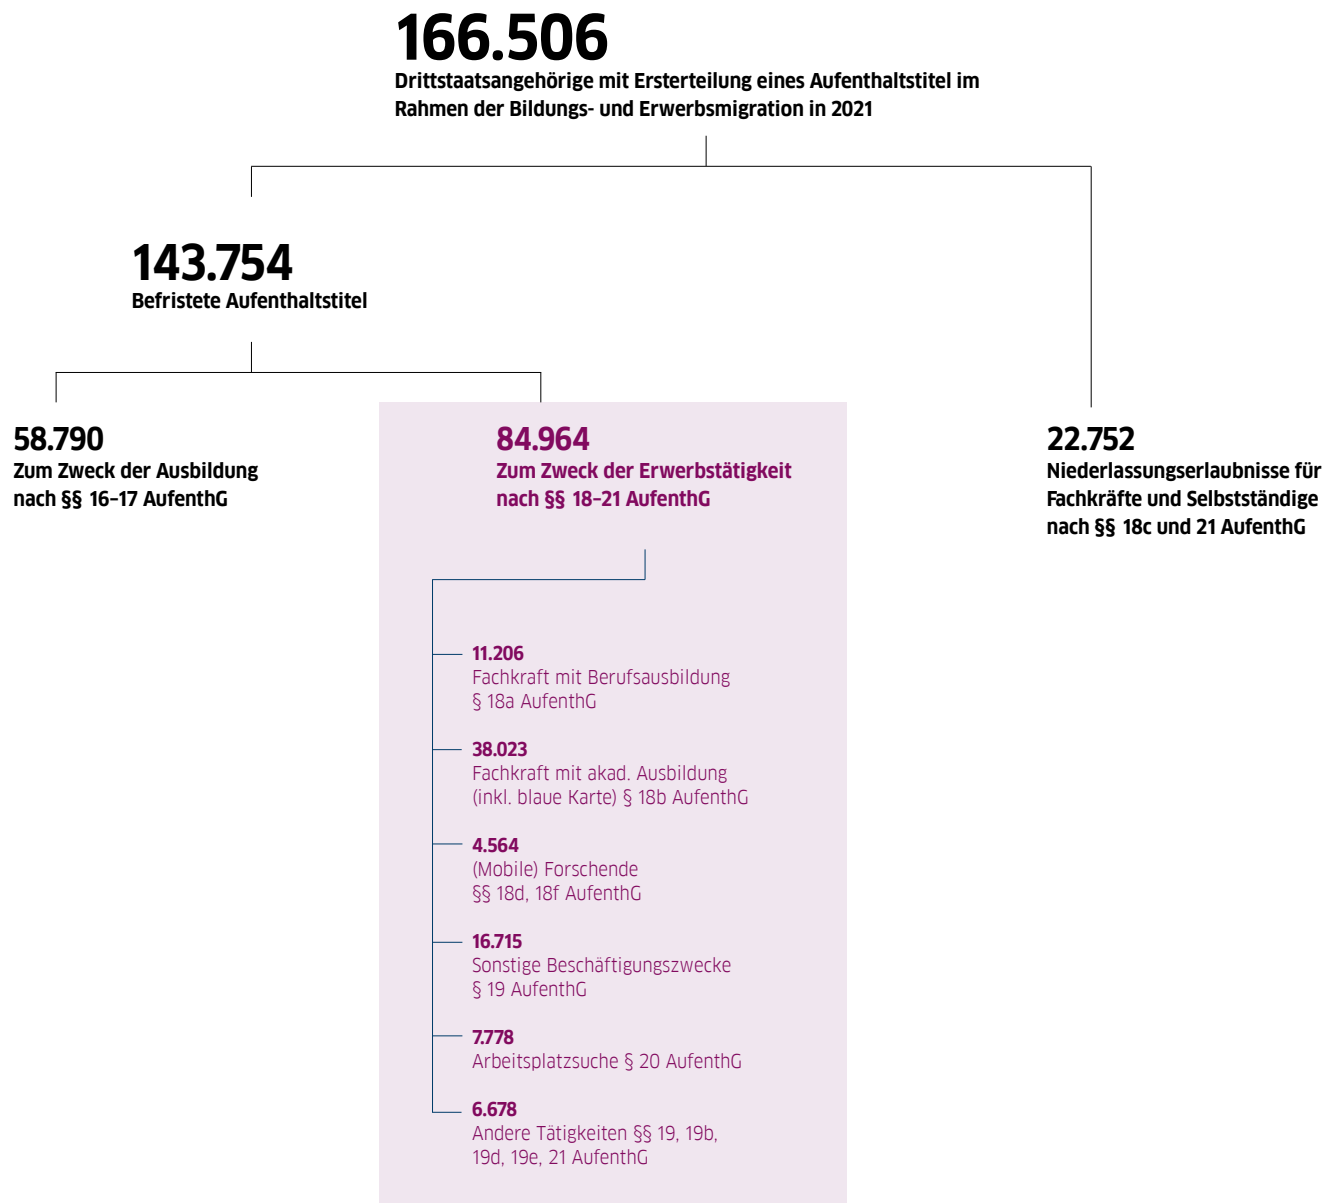 166.506
Drittstaatsangehörige mit Ersterteilung eines Aufenthaltstitel im
Rahmen der Bildungs- und Erwerbsmigration in 2021
143.754
Befristete Aufenthaltstitel
58.790
Zum Zweck der Ausbildung
nach §§ 16–17 AufenthG
84.964
Zum Zweck der Erwerbstätigkeit
nach §§ 18–21 AufenthG
22.752
Niederlassungserlaubnisse für
Fachkräfte und Selbstständige
nach §§ 18c und 21 AufenthG
11.206
Fachkraft mit Berufsausbildung
§ 18a AufenthG
38.023
Fachkraft mit akad. Ausbildung
(inkl. blaue Karte) § 18b AufenthG
4.564
(Mobile) Forschende
§§ 18d, 18f AufenthG
16.715
Sonstige Beschäftigungszwecke
§ 19 AufenthG
7.778
Arbeitsplatzsuche § 20 AufenthG
6.678
Andere Tätigkeiten §§ 19, 19b,
19d, 19e, 21 AufenthG